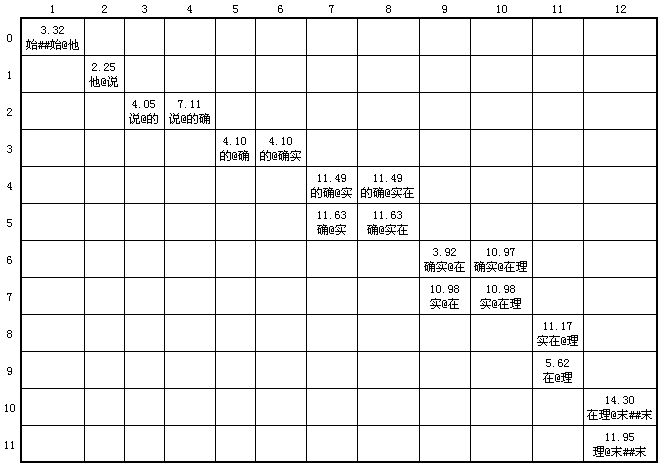 1 2 3 4 5 6 7 8 9 10 11 12
0 3.32
始##始@他
1 2.25
他@说
2 4.05 7.11
说@的 说@的确
3 4.10 4.10
的@确 的@确实
4 11.49 11.49
的确@实 的确@实在
5 11.63 11.63
确@实 确@实在
6 3.92 10.97
确实@在 确实@在理
7 10.98 10.98
实@在 实@在理
8 11.17
实在@理
9 5.62
在@理
10 14.30
在理@末##末
11 11.95
理@末##末